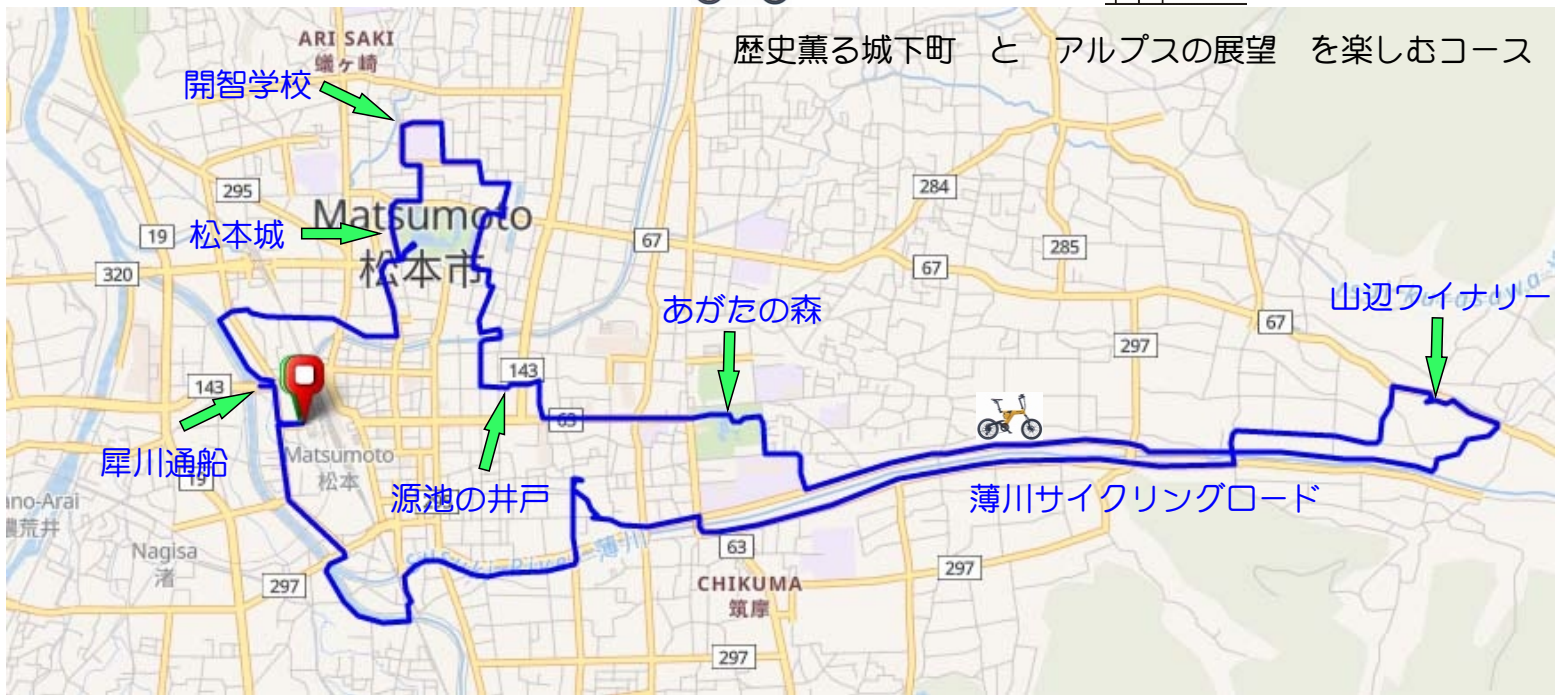 歴史薫る城下町　と　アルプスの展望　を楽しむコース
ARI SAKI
蟻ヶ崎
開智学校
295
284
Matsumoto
松本市
松本城
19
67
285
320
67
山辺ワイナリー
あがたの森
67
297
143
143
63
犀川通船
Matsumoto
松本
19
源池の井戸
薄川サイクリングロード
ano-Arai
荒井
Nagisa
渚
薄川
63
297
297
CHIKUMA
筑摩
297